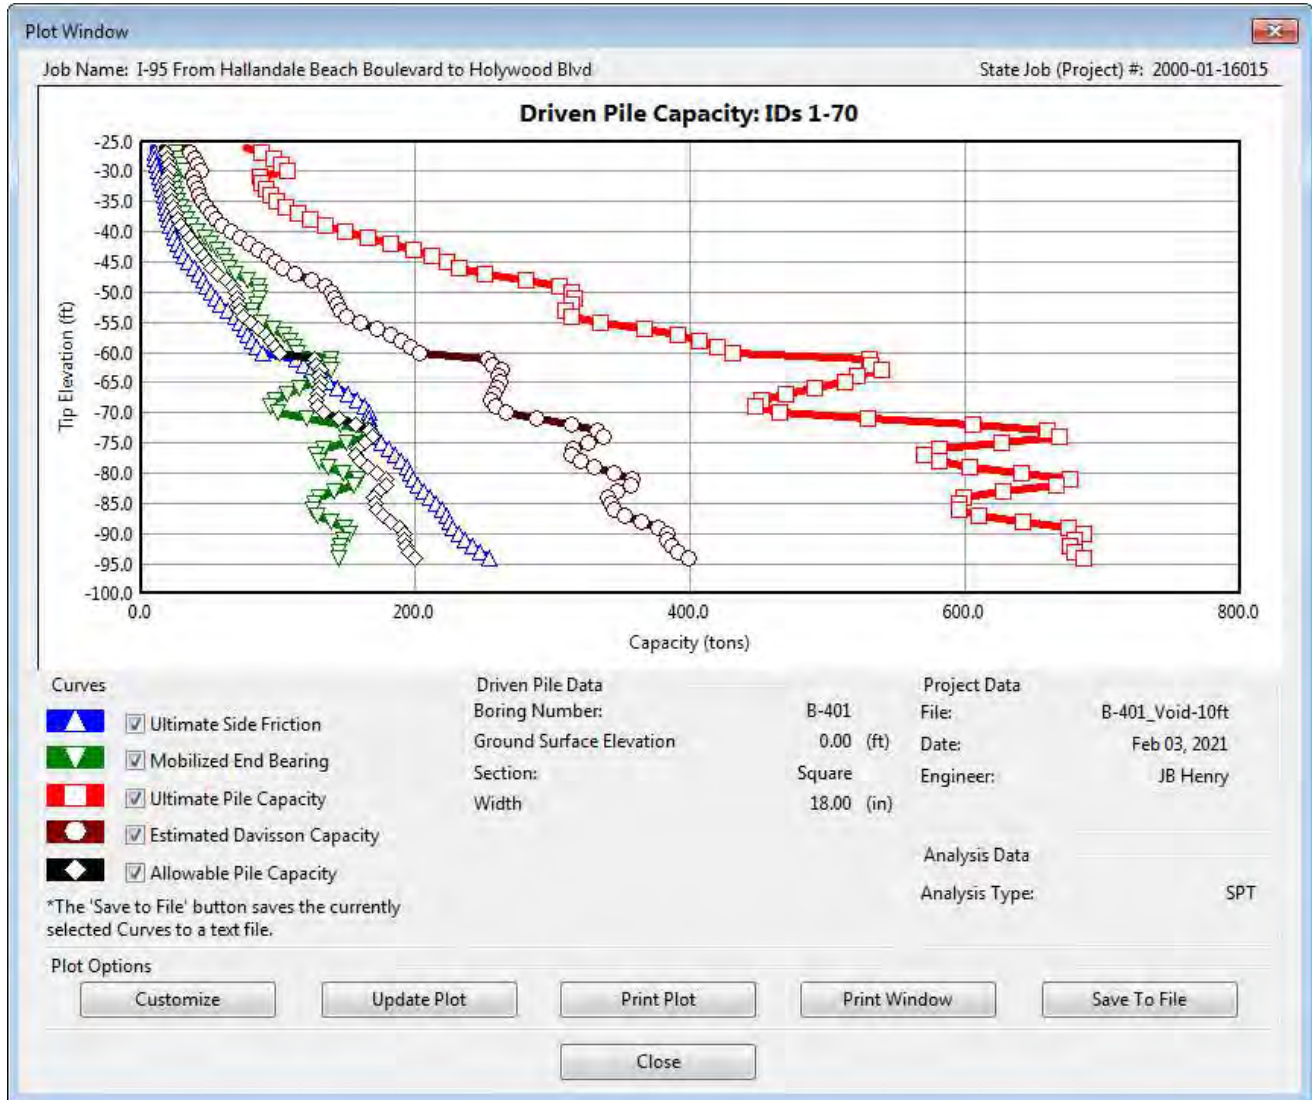 Plot Window
Job Name: I-95 From Hallandale Beach Boulevard to Holywood Blvd State Job (Project) #: 2000-01-16015
Driven Pile Capacity: IDs 1-70
-25.0
-30.0
-35.0
-40.0
-45.0
-50.0
-55.0
-60.0
-65.0
-70.0
-75.0
-80.0
-85.0
-90.0
-95.0
-100.0
Tip Elevation (ft)
0.0 200.0 400.0 600.0 800.0
Capacity (tons)
Curves
Ultimate Side Friction
Mobilized End Bearing
Ultimate Pile Capacity
Estimated Davisson Capacity
Allowable Pile Capacity
*The 'Save to File' button saves the currently
selected Curves to a text file.
Driven Pile Data
Boring Number: B-401
Ground Surface Elevation 0.00 (ft)
Section: Square
Width 18.00 (in)
Project Data
File: B-401_Void-10ft
Date: Feb 03, 2021
Engineer: JB Henry
Analysis Data
Analysis Type: SPT
Plot Options
Customize Update Plot Print Plot Print Window Save To File
Close